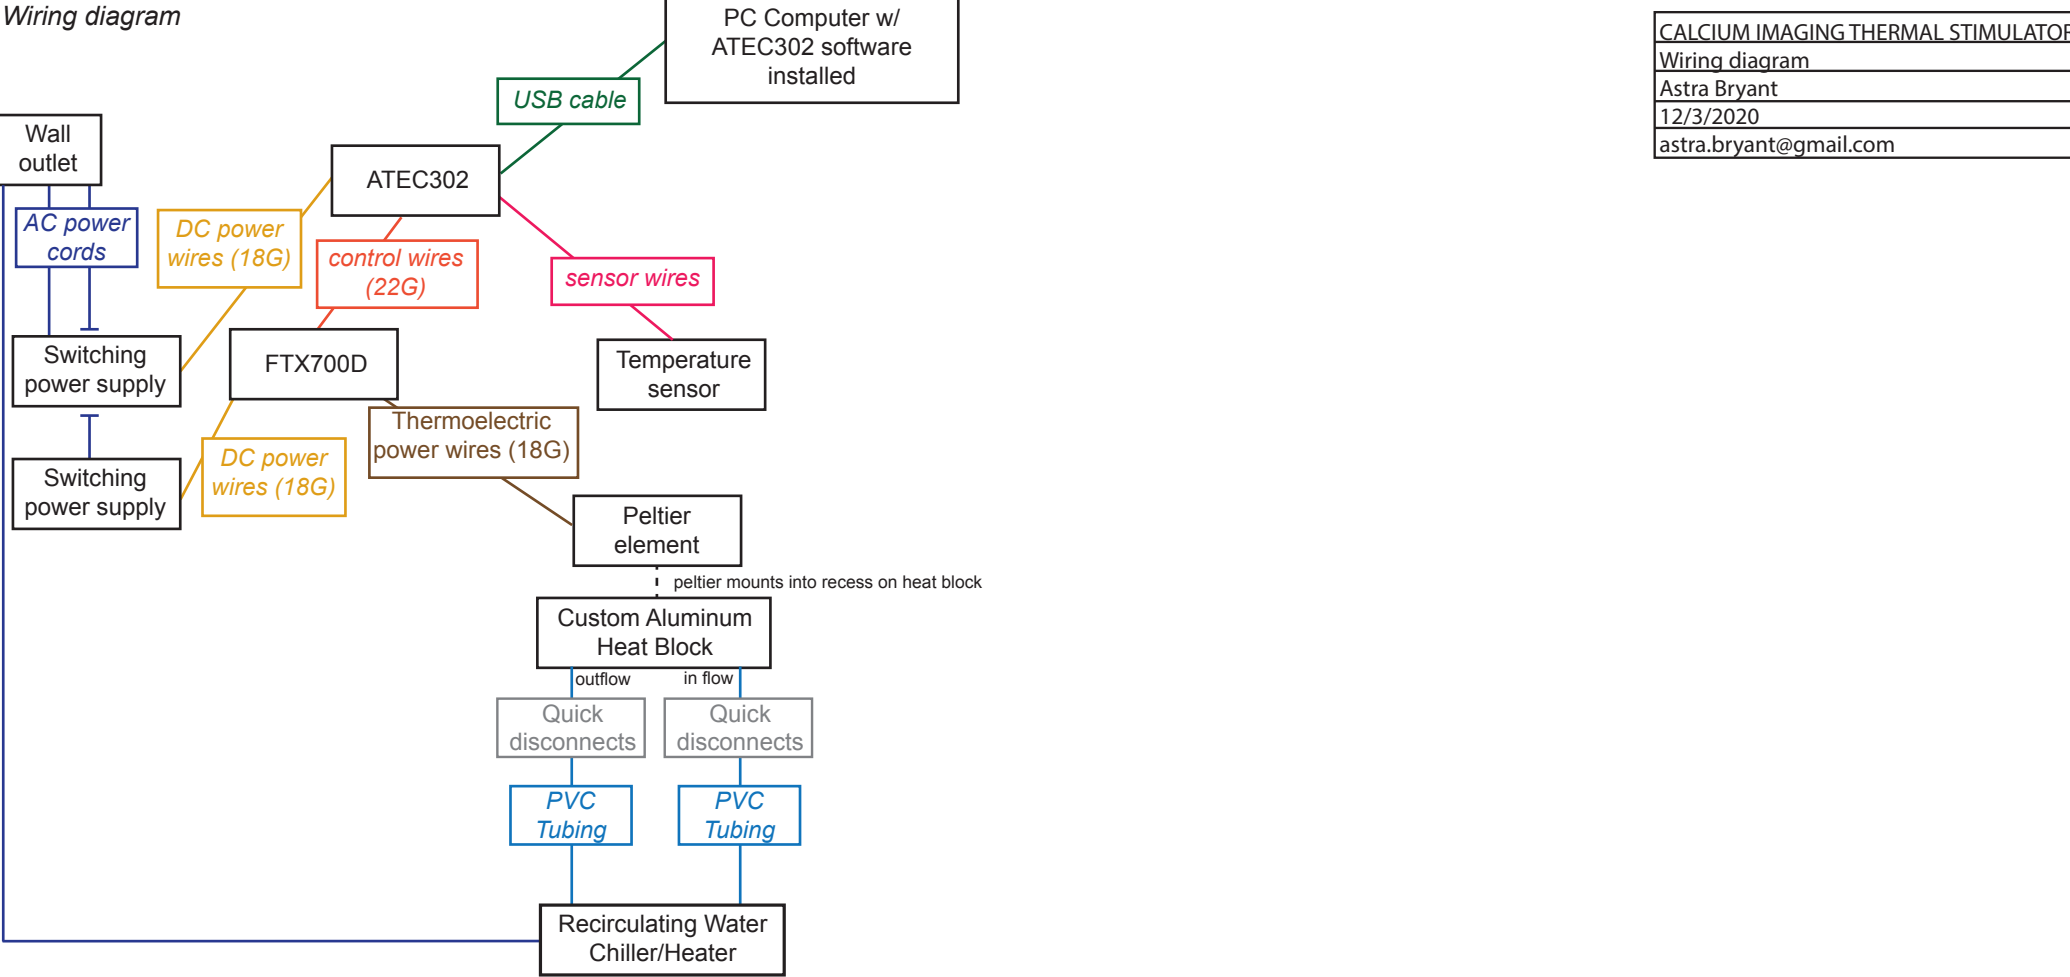 Wiring diagram
PC Computer w/
ATEC302 software
installed
CALCIUM IMAGING THERMAL STIMULATOR
Wiring diagram
Astra Bryant
12/3/2020
astra.bryant@gmail.com
USB cable
Wall
outlet
ATEC302
AC power
cords
DC power
wires (18G)
control wires
(22G)
sensor wires
Switching
power supply
FTX700D
Temperature
sensor
Thermoelectric
power wires (18G)
Switching
power supply
DC power
wires (18G)
Peltier
element
peltier mounts into recess on heat block
Custom Aluminum
Heat Block
outflow
in flow
Quick
disconnects
Quick
disconnects
PVC
Tubing
PVC
Tubing
Recirculating Water
Chiller/Heater